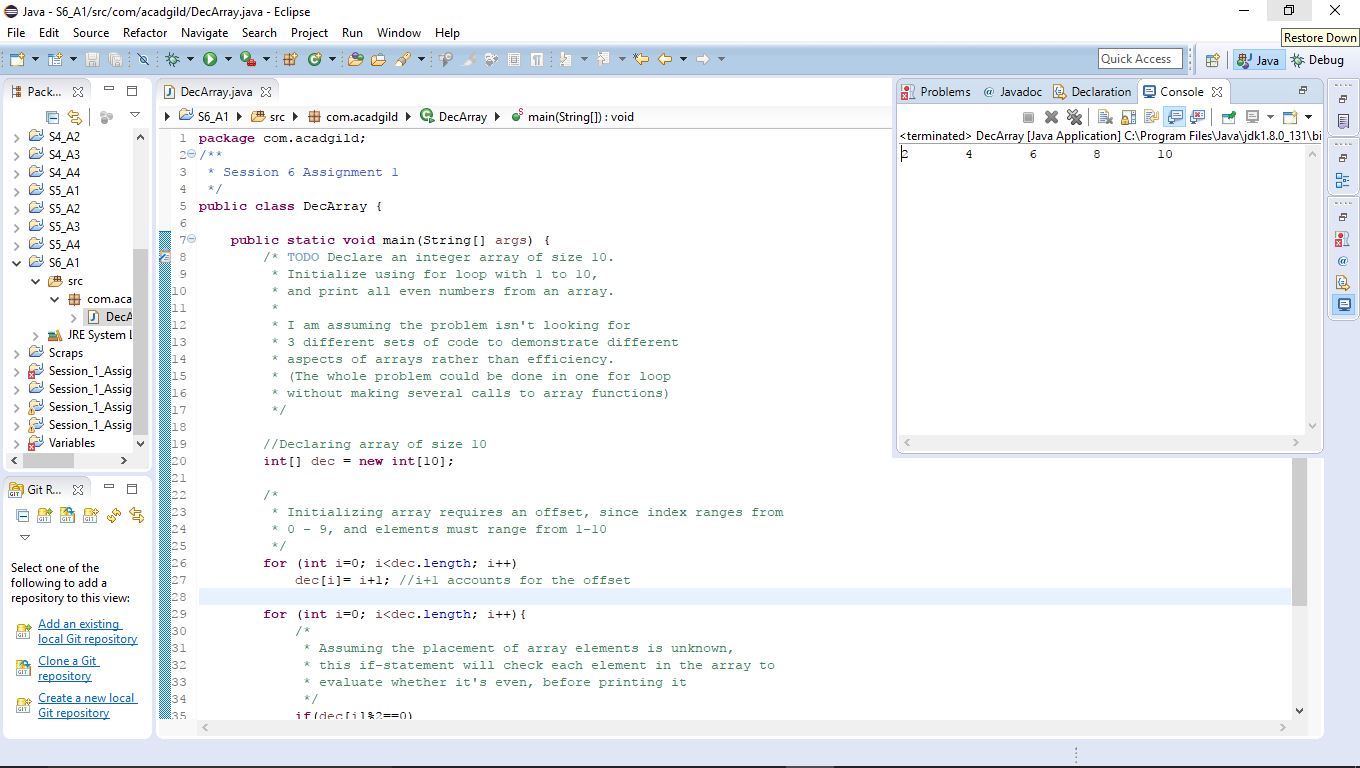 Java - S6_A1/src/com/acadgild/DecArray.java - Eclipse
File Edit Source Refactor Navigate Search Project Run Window Help
Restore Down
Quick Access
Java
Debug
Pack...
S4_A2
S4_A3
S4_A4
S5_A1
S5_A2
S5_A3
S5_A4
S6_A1
src
com.aca
DecA
JRE System L
Scraps
Session_1_Assig
Session_1_Assig
Session_1_Assig
Session_1_Assig
Variables
Git R...
Select one of the
following to add a
repository to this view:
Add an existing
local Git repository
Clone a Git
repository
Create a new local
Git repository
DecArray.java
S6_A1 src com.acadgild DecArray main(String[]) : void
1 package com.acadgild;
2 /**
3 * Session 6 Assignment 1
4 */
5 public class DecArray {
6
7 public static void main(String[] args) {
8 /* TODO Declare an integer array of size 10.
9 * Initialize using for loop with 1 to 10,
10 * and print all even numbers from an array.
11 *
12 * I am assuming the problem isn't looking for
13 * 3 different sets of code to demonstrate different
14 * aspects of arrays rather than efficiency.
15 * (The whole problem could be done in one for loop
16 * without making several calls to array functions)
17 */
18
19 //Declaring array of size 10
20 int[] dec = new int[10];
21
22 /*
23 * Initializing array requires an offset, since index ranges from
24 * 0 - 9, and elements must range from 1-10
25 */
26 for (int i=0; i<dec.length; i++)
27 dec[i]= i+1; //i+1 accounts for the offset
28
29 for (int i=0; i<dec.length; i++){
30 /*
31 * Assuming the placement of array elements is unknown,
32 * this if-statement will check each element in the array to
33 * evaluate whether it's even, before printing it
34 */
35 if(dec[i]%2==0)
Problems @ Javadoc Declaration Console
<terminated> DecArray [Java Application] C:\Program Files\Java\jdk1.8.0_131\bi
2 4 6 8 10